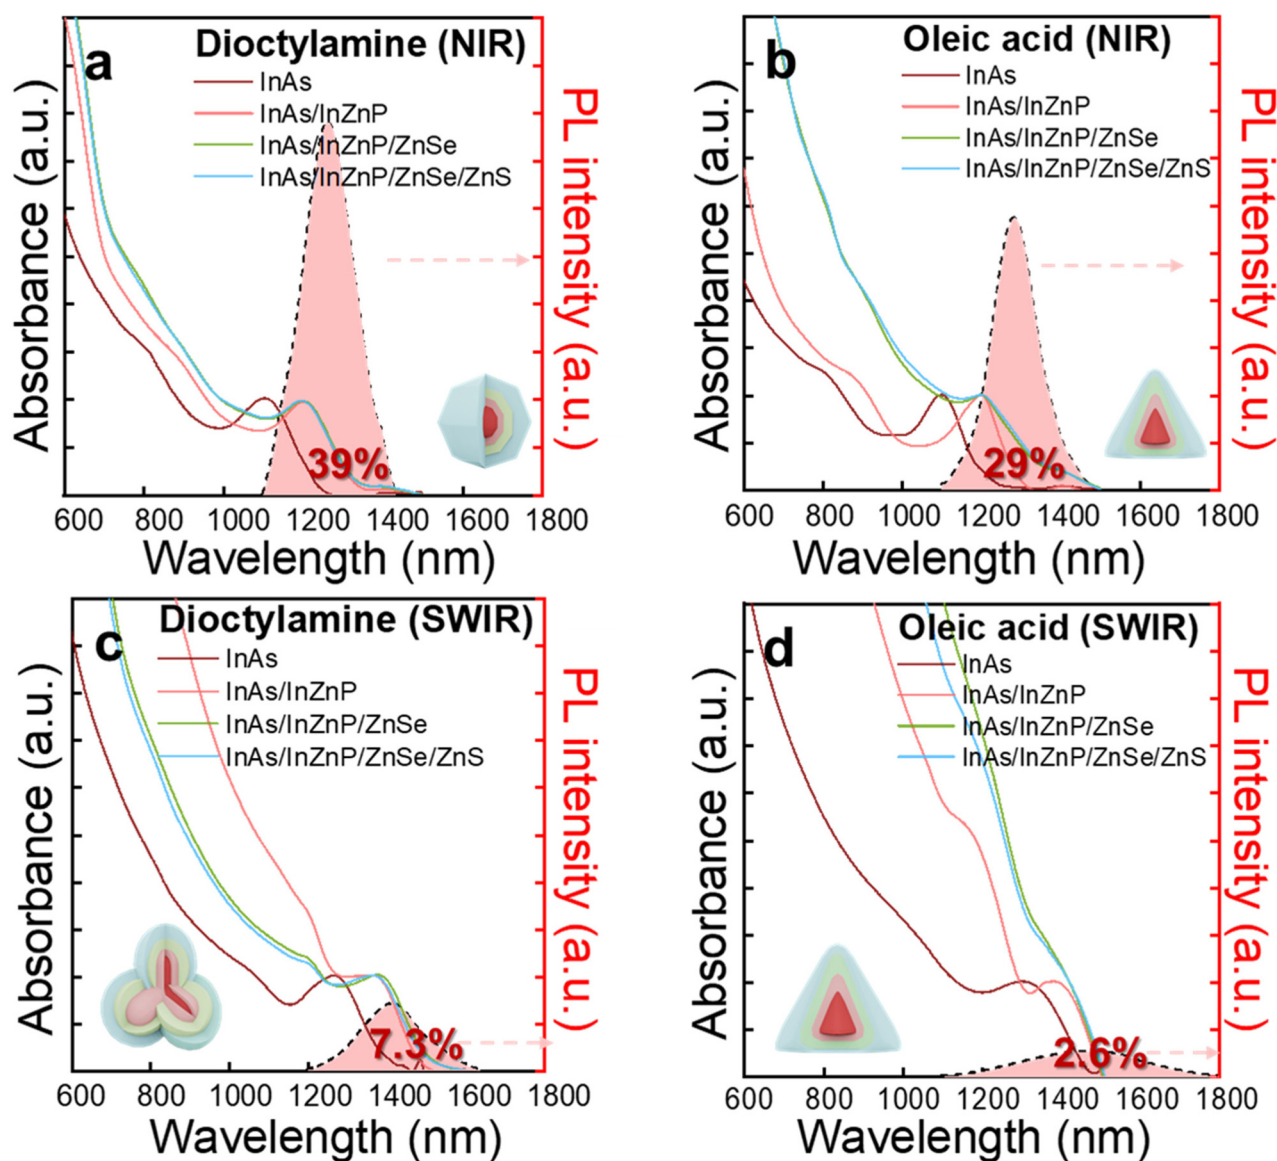 a
Dioctylamine (NIR)
InAs
InAs/InZnP
InAs/InZnP/ZnSe
InAs/InZnP/ZnSe/ZnS
39%
Absorbance (a.u.)
PL intensity (a.u.)
600 800 1000 1200 1400 1600 1800
Wavelength (nm)
b
Oleic acid (NIR)
InAs
InAs/InZnP
InAs/InZnP/ZnSe
InAs/InZnP/ZnSe/ZnS
29%
Absorbance (a.u.)
PL intensity (a.u.)
600 800 1000 1200 1400 1600 1800
Wavelength (nm)
c
Dioctylamine (SWIR)
InAs
InAs/InZnP
InAs/InZnP/ZnSe
InAs/InZnP/ZnSe/ZnS
7.3%
Absorbance (a.u.)
PL intensity (a.u.)
600 800 1000 1200 1400 1600 1800
Wavelength (nm)
d
Oleic acid (SWIR)
InAs
InAs/InZnP
InAs/InZnP/ZnSe
InAs/InZnP/ZnSe/ZnS
2.6%
Absorbance (a.u.)
PL intensity (a.u.)
600 800 1000 1200 1400 1600 1800
Wavelength (nm)